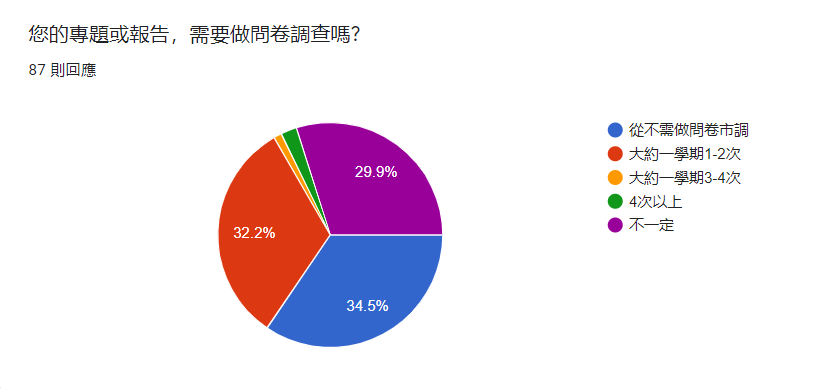 您的專題或報告，需要做問卷調查嗎?
87 則回應
從不需做問卷市調
大約一學期1-2次
大約一學期3-4次
4次以上
不一定
29.9%
32.2%
34.5%